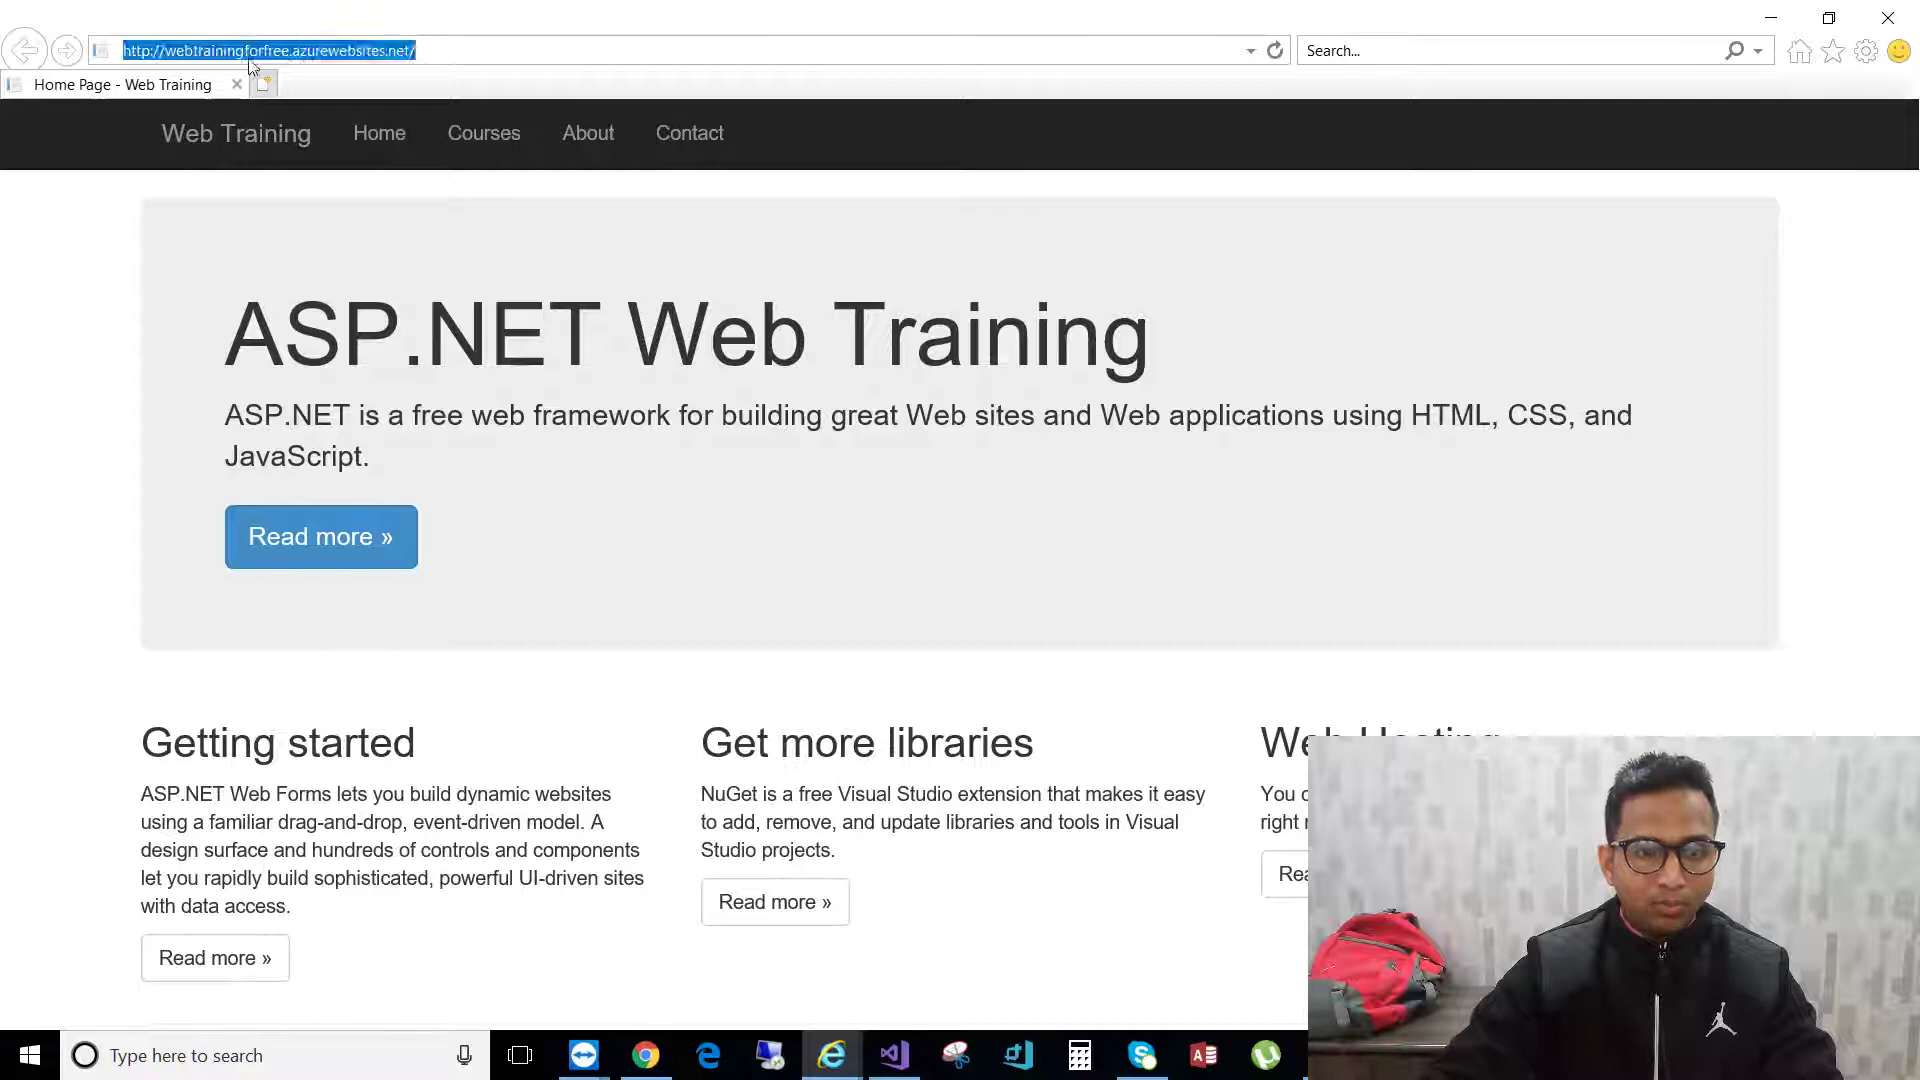 http://webtrainingforfree.azurewebsites.net/
Search...
Home Page - Web Training
Web Training
Home
Courses
About
Contact
ASP.NET Web Training
ASP.NET is a free web framework for building great Web sites and Web applications using HTML, CSS, and
JavaScript.
Read more »
Getting started
ASP.NET Web Forms lets you build dynamic websites
using a familiar drag-and-drop, event-driven model. A
design surface and hundreds of controls and components
let you rapidly build sophisticated, powerful UI-driven sites
with data access.
Read more »
Get more libraries
NuGet is a free Visual Studio extension that makes it easy
to add, remove, and update libraries and tools in Visual
Studio projects.
Read more »
Web Hosting
You
right
Type here to search